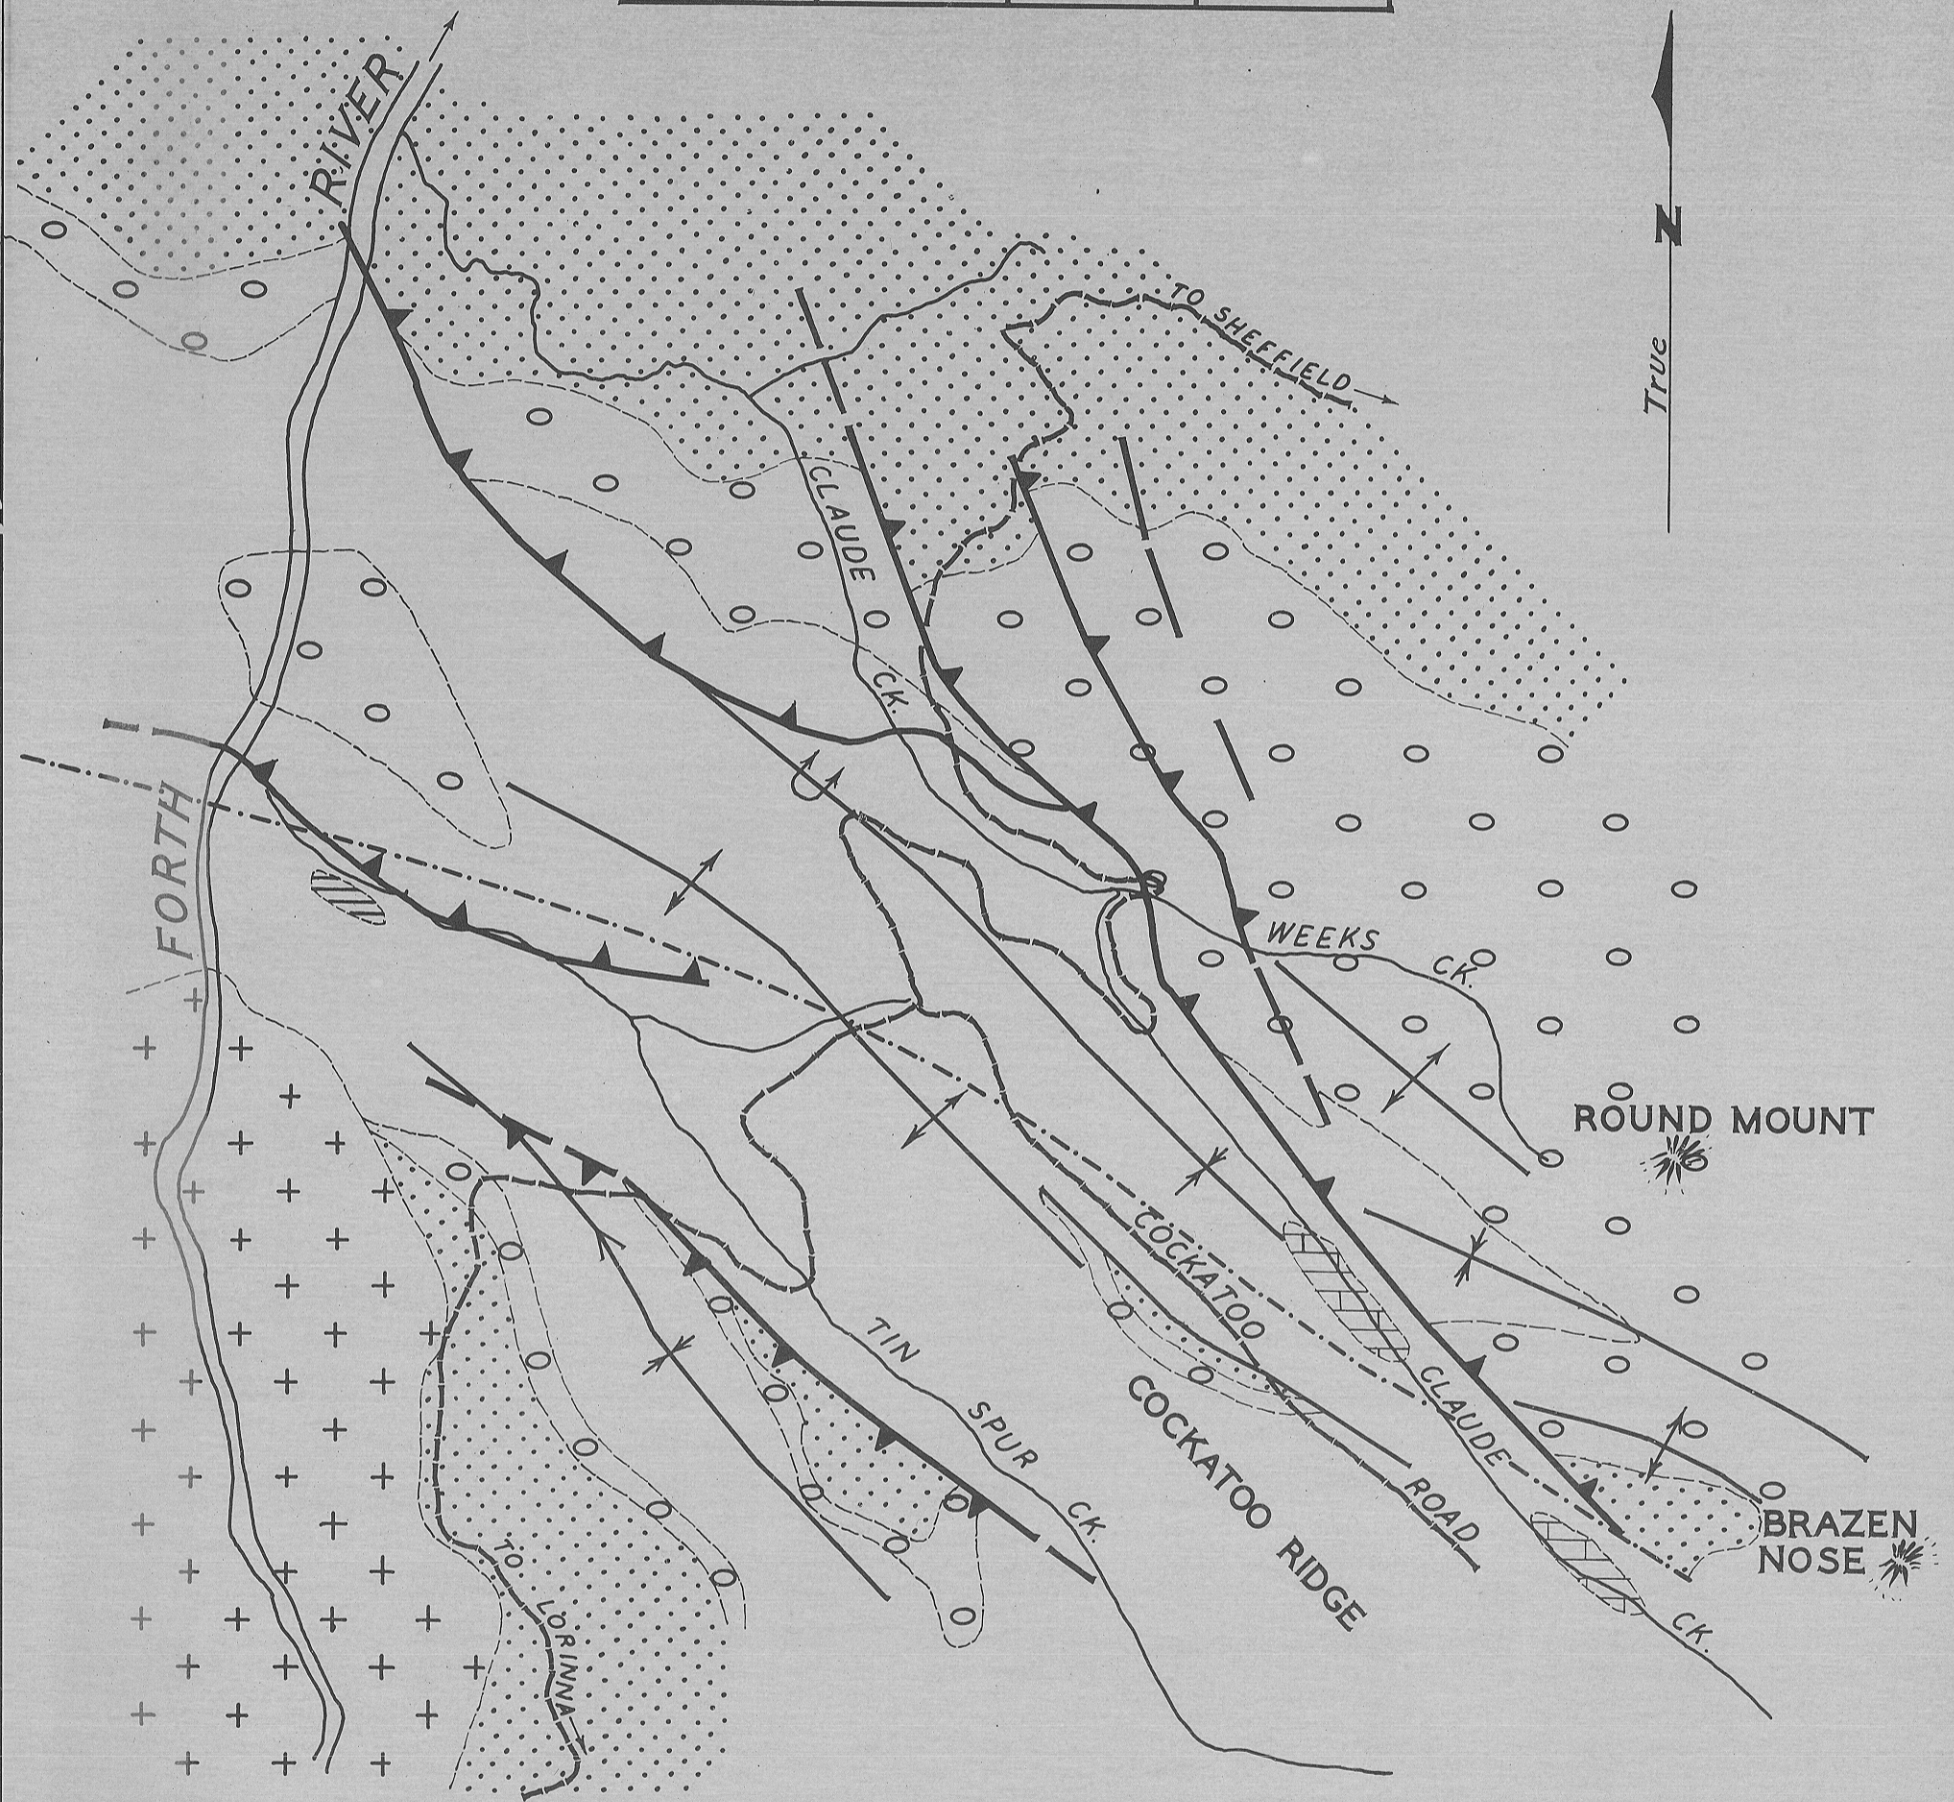 RIVER
N
True
TO SHEFFIELD
CLAUDE
CK.
FORTH
WEEKS
CK.
ROUND MOUNT
COCKATOO
TIN
SPUR
CK.
COCKATOO RIDGE
CLAUDE
ROAD
BRAZEN
NOSE
CK.
TO LORINNA